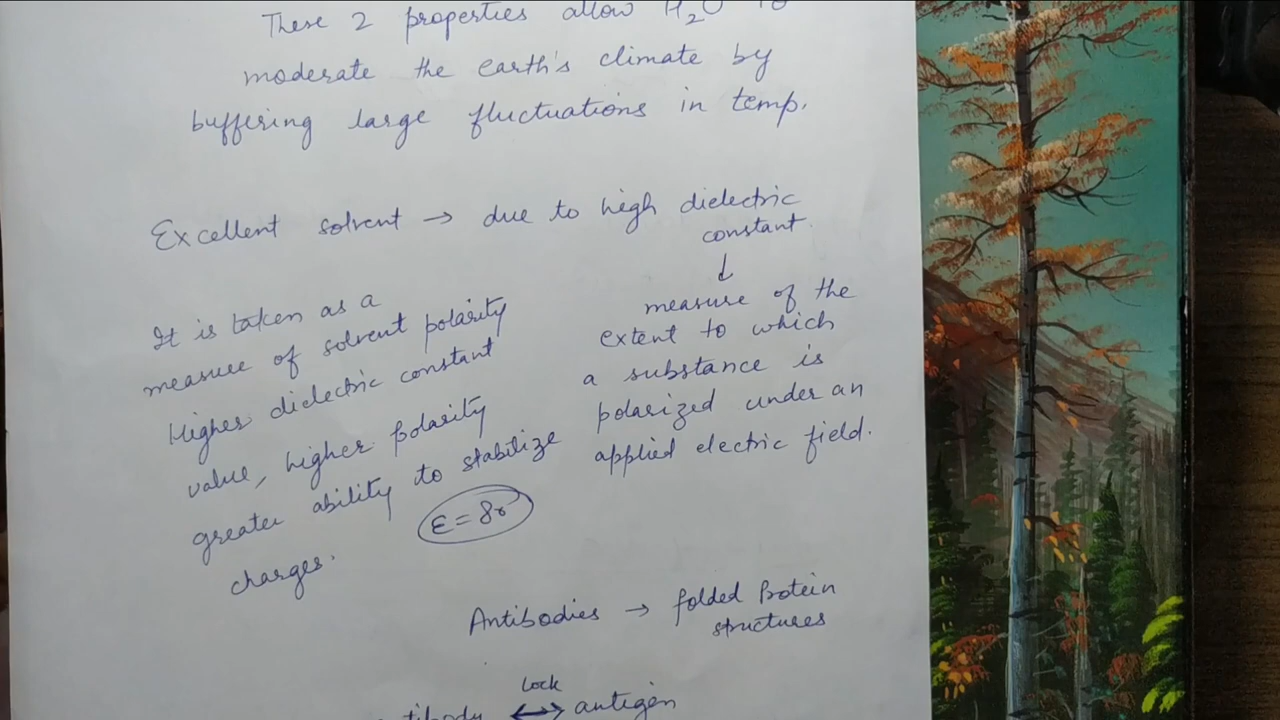 These 2 properties allow H2O to
moderate the earth's climate by
buffering large fluctuations in temp.
Excellent solvent → due to high dielectric
constant.
↓
measure of the
extent to which
a substance is
polarized under an
applied electric field.
It is taken as a
measure of solvent polarity
Higher dielectric constant
value, higher polarity
greater ability to stabilize
charges.
ε = 80
Antibodies → folded Protein
structures
Lock
↔ antigen